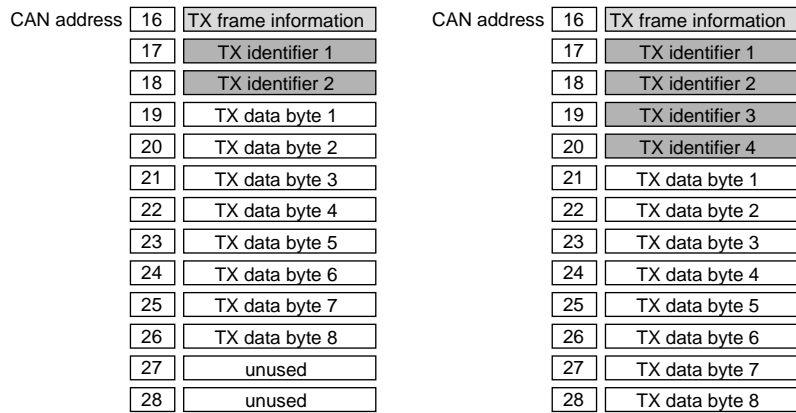 CAN address 16 TX frame information
17 TX identifier 1
18 TX identifier 2
19 TX data byte 1
20 TX data byte 2
21 TX data byte 3
22 TX data byte 4
23 TX data byte 5
24 TX data byte 6
25 TX data byte 7
26 TX data byte 8
27 unused
28 unused
CAN address 16 TX frame information
17 TX identifier 1
18 TX identifier 2
19 TX identifier 3
20 TX identifier 4
21 TX data byte 1
22 TX data byte 2
23 TX data byte 3
24 TX data byte 4
25 TX data byte 5
26 TX data byte 6
27 TX data byte 7
28 TX data byte 8